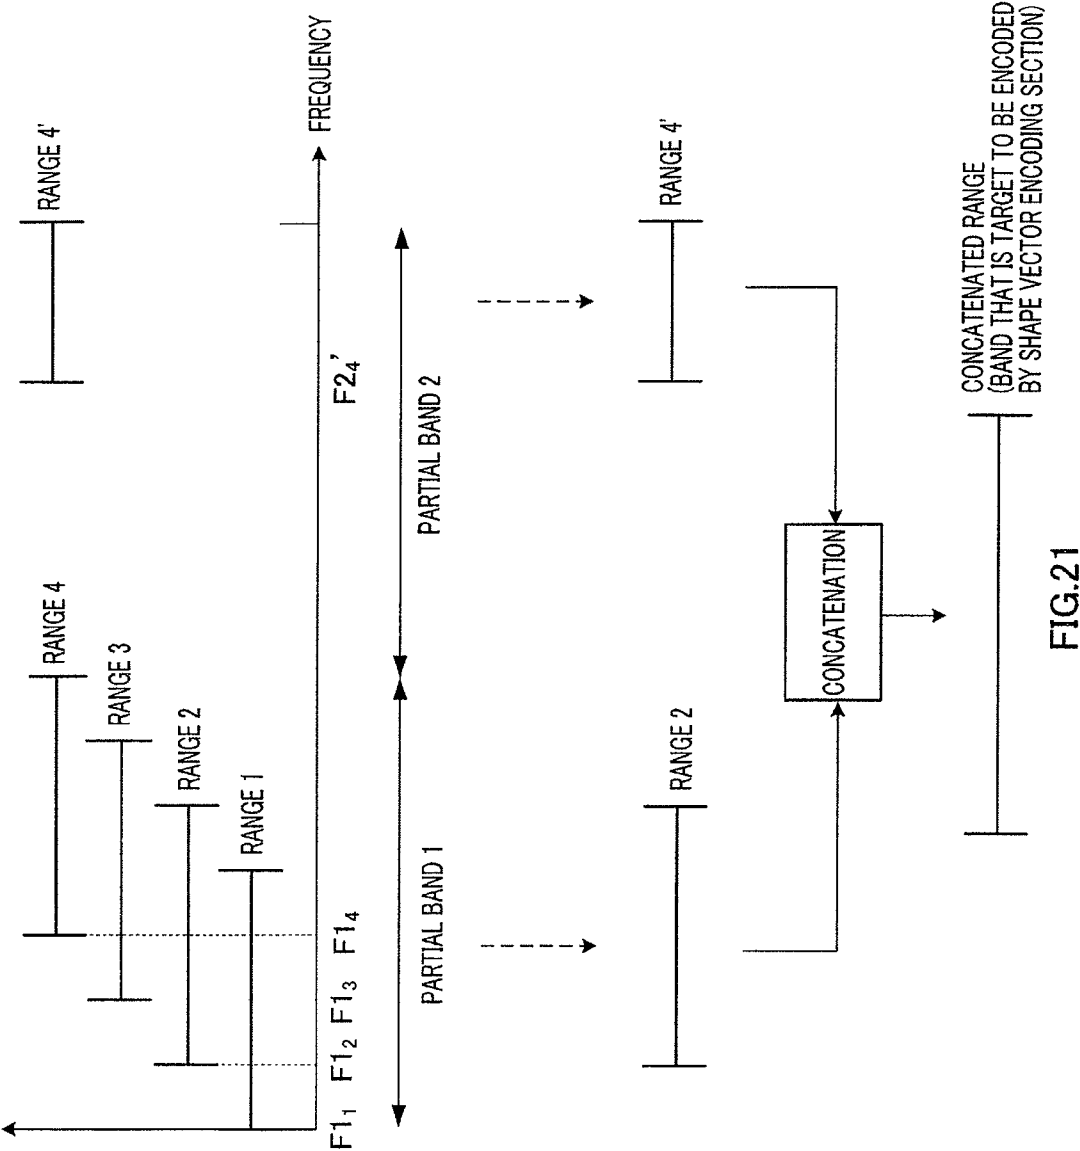 RANGE 4
RANGE 4'
RANGE 3
RANGE 2
RANGE 1
FREQUENCY
F1₁ F1₂ F1₃ F1₄
F2₄'
PARTIAL BAND 1
PARTIAL BAND 2
RANGE 2
RANGE 4'
CONCATENATION
CONCATENATED RANGE
(BAND THAT IS TARGET TO BE ENCODED
BY SHAPE VECTOR ENCODING SECTION)
FIG.21